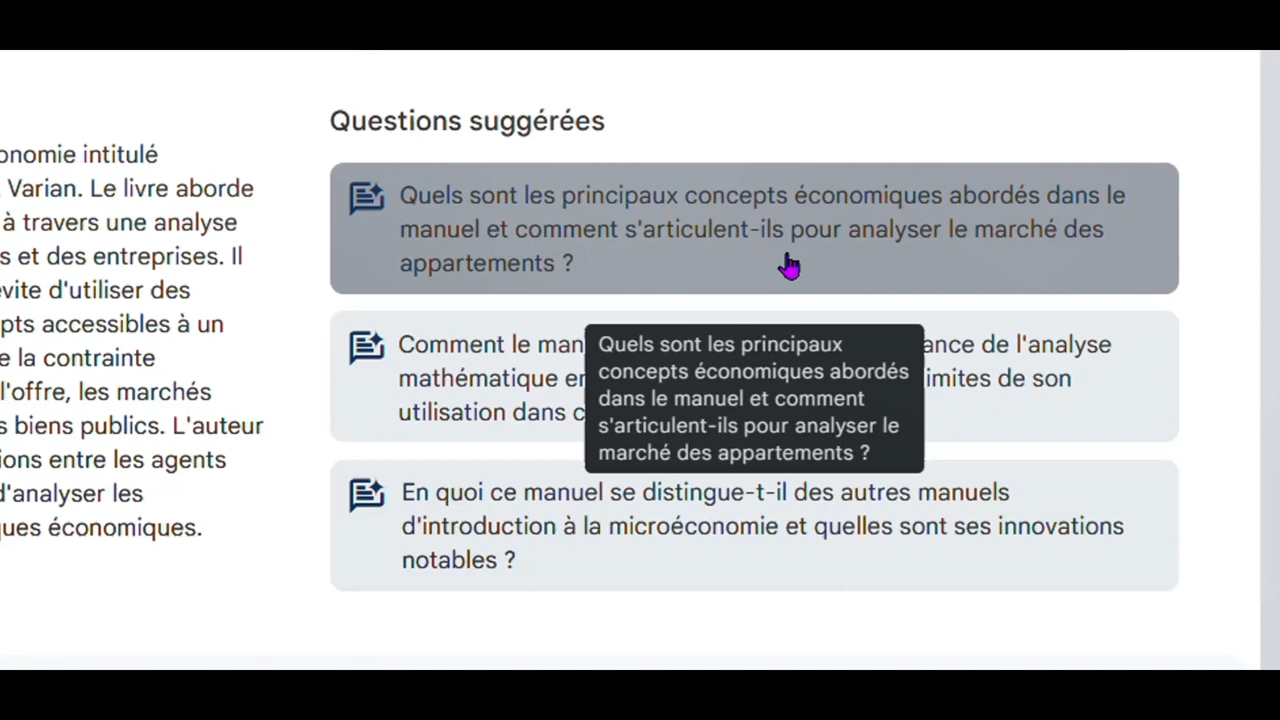 onomie intitulé
Varian. Le livre aborde
à travers une analyse
s et des entreprises. Il
vite d'utiliser des
pts accessibles à un
e la contrainte
l'offre, les marchés
s biens publics. L'auteur
ions entre les agents
d'analyser les
ques économiques.
Questions suggérées
Quels sont les principaux concepts économiques abordés dans le
manuel et comment s'articulent-ils pour analyser le marché des
appartements ?
Comment le man ance de l'analyse
mathématique en imites de son
utilisation dans c
Quels sont les principaux
concepts économiques abordés
dans le manuel et comment
s'articulent-ils pour analyser le
marché des appartements ?
En quoi ce manuel se distingue-t-il des autres manuels
d'introduction à la microéconomie et quelles sont ses innovations
notables ?